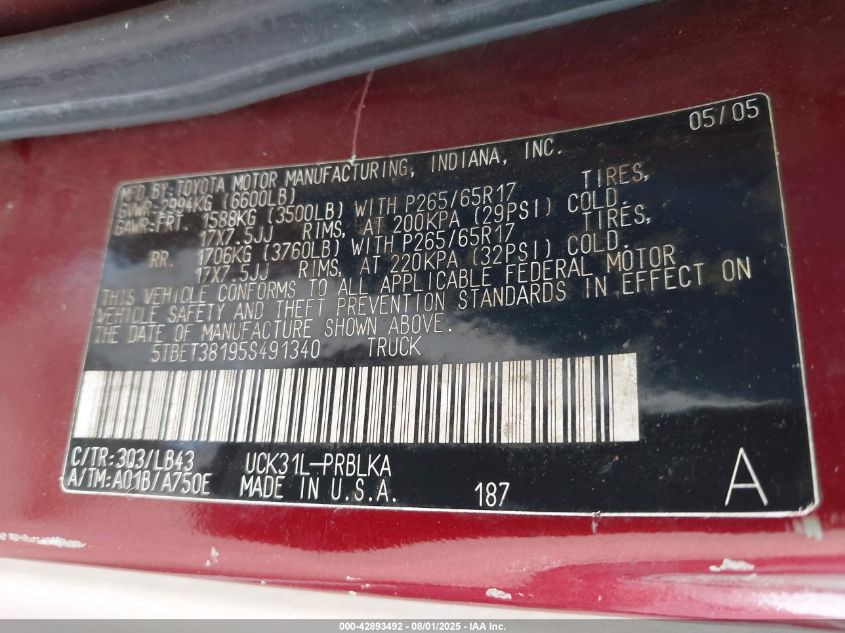 05/05
MFD BY: TOYOTA MOTOR MANUFACTURING, INDIANA, INC.
GVWR: 2994KG (6600LB)
GAWR: FRT. 1588KG (3500LB) WITH P265/65R17 TIRES,
17X7.5JJ RIMS, AT 200KPA (29PSI) COLD.
RR. 1706KG (3760LB) WITH P265/65R17 TIRES,
17X7.5JJ RIMS, AT 220KPA (32PSI) COLD.
THIS VEHICLE CONFORMS TO ALL APPLICABLE FEDERAL MOTOR
VEHICLE SAFETY AND THEFT PREVENTION STANDARDS IN EFFECT ON
THE DATE OF MANUFACTURE SHOWN ABOVE.
5TBET38195S491340 TRUCK
C/TR: 3Q3/LB43 UCK31L-PRBLKA
A/TM: A01B/A750E MADE IN U.S.A. 187 A
000-42893492 - 08/01/2025 - IAA Inc.